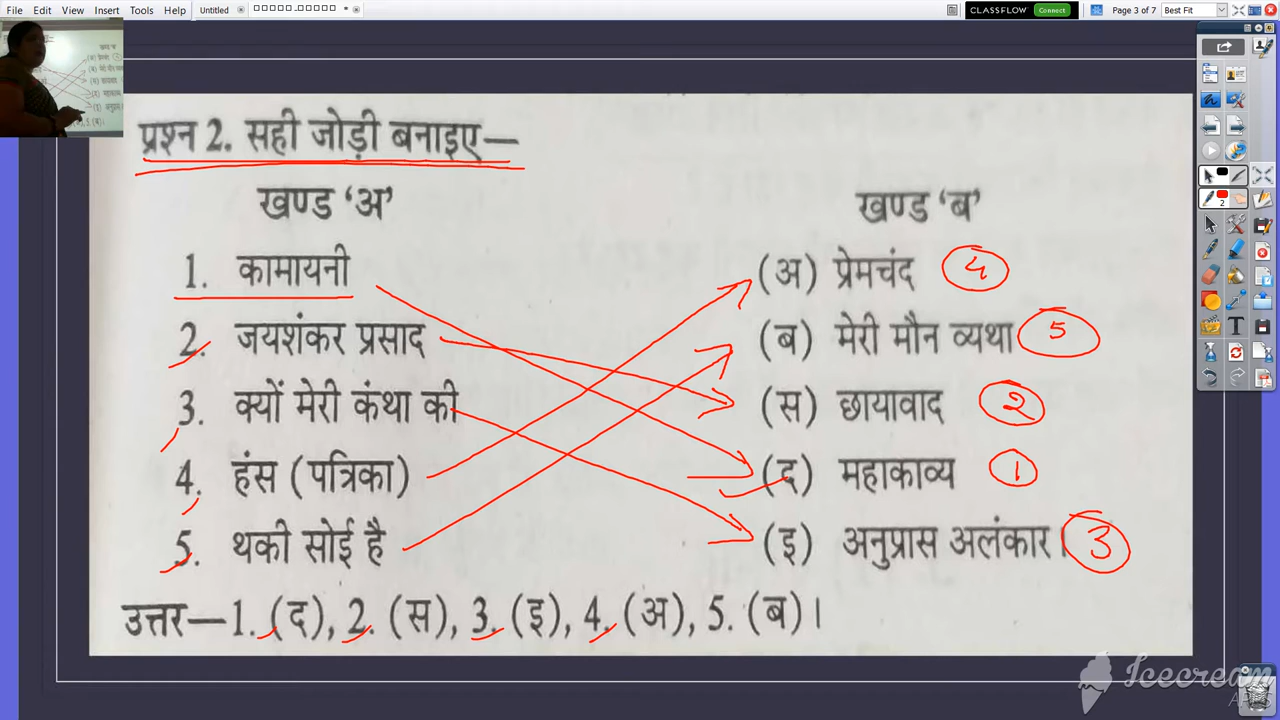 File Edit View Insert Tools Help Untitled
CLASSFLOW Connect Page 3 of 7 Best Fit
प्रश्न 2. सही जोड़ी बनाइए—
खण्ड 'अ' खण्ड 'ब'
1. कामायनी (अ) प्रेमचंद 4
2. जयशंकर प्रसाद (ब) मेरी मौन व्यथा 5
3. क्यों मेरी कंथा की (स) छायावाद 2
4. हंस (पत्रिका) (द) महाकाव्य 1
5. थकी सोई है (इ) अनुप्रास अलंकार। 3
उत्तर—1. (द), 2. (स), 3. (इ), 4. (अ), 5. (ब)।
Icecream
APPS